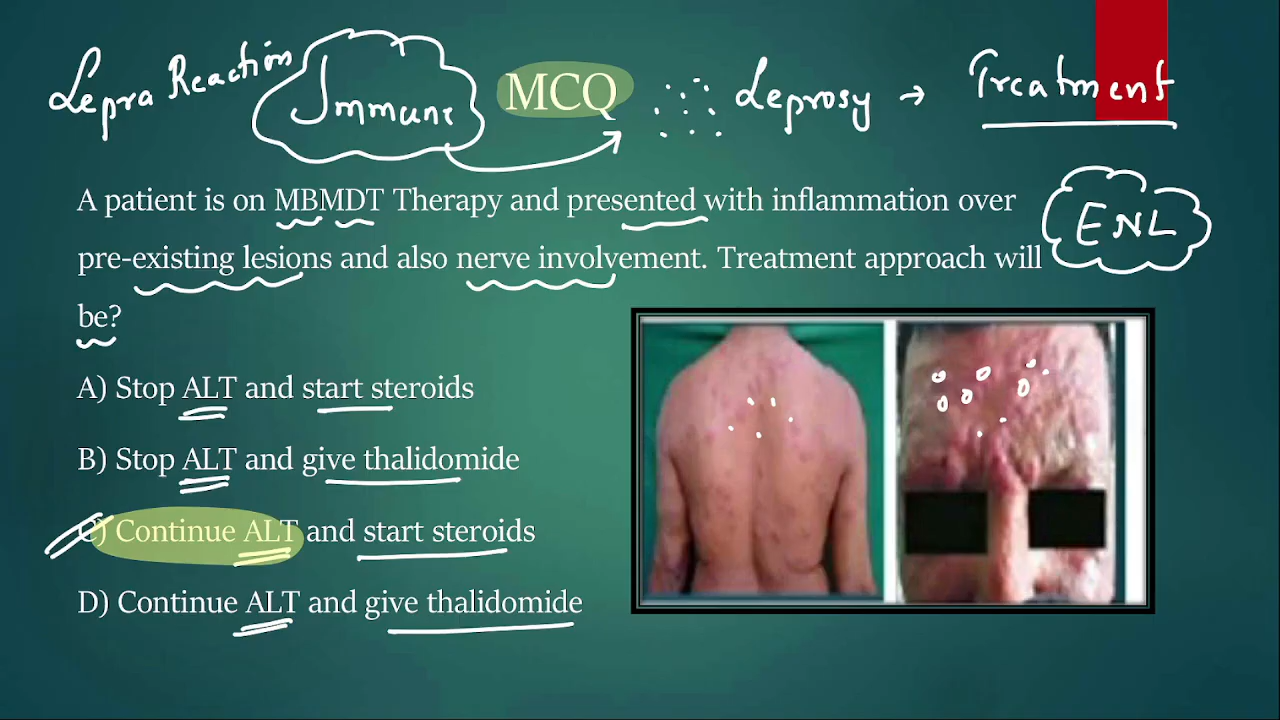 Lepra Reaction Immune MCQ Leprosy → Treatment
A patient is on MBMDT Therapy and presented with inflammation over
pre-existing lesions and also nerve involvement. Treatment approach will
be?
ENL
A) Stop ALT and start steroids
B) Stop ALT and give thalidomide
C) Continue ALT and start steroids
D) Continue ALT and give thalidomide